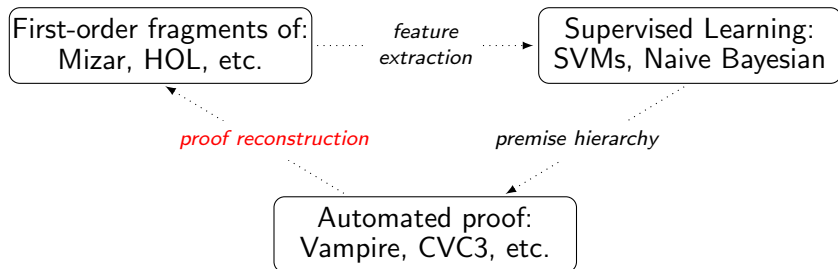 First-order fragments of:
Mizar, HOL, etc.
feature
extraction
Supervised Learning:
SVMs, Naive Bayesian
proof reconstruction
premise hierarchy
Automated proof:
Vampire, CVC3, etc.